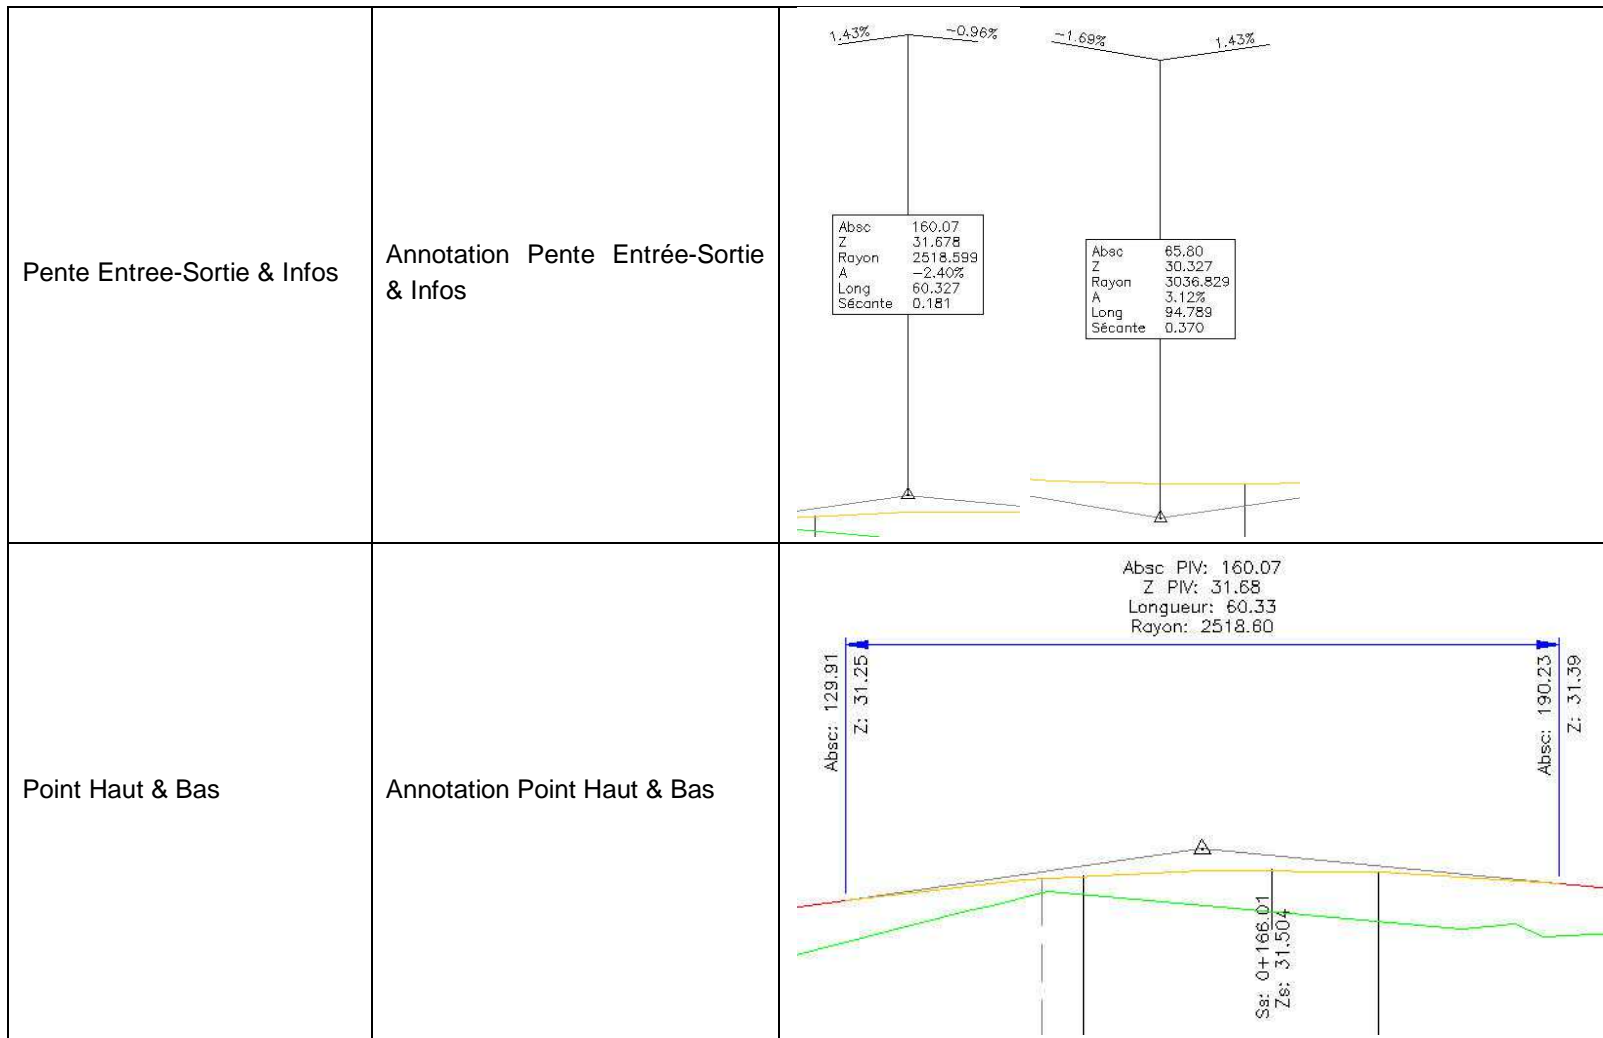 Pente Entree-Sortie & Infos
Annotation Pente Entrée-Sortie
& Infos
1.43%
-0.96%
Absc 160.07
Z 31.678
Rayon 2518.599
A -2.40%
Long 60.327
Sécante 0.181
-1.69%
1.43%
Absc 65.80
Z 30.327
Rayon 3036.829
A 3.12%
Long 94.789
Sécante 0.370
Point Haut & Bas
Annotation Point Haut & Bas
Absc PIV: 160.07
Z PIV: 31.68
Longueur: 60.33
Rayon: 2518.60
Absc: 129.91
Z: 31.25
Absc: 190.23
Z: 31.39
Ss: 0+166.01
Zs: 31.504